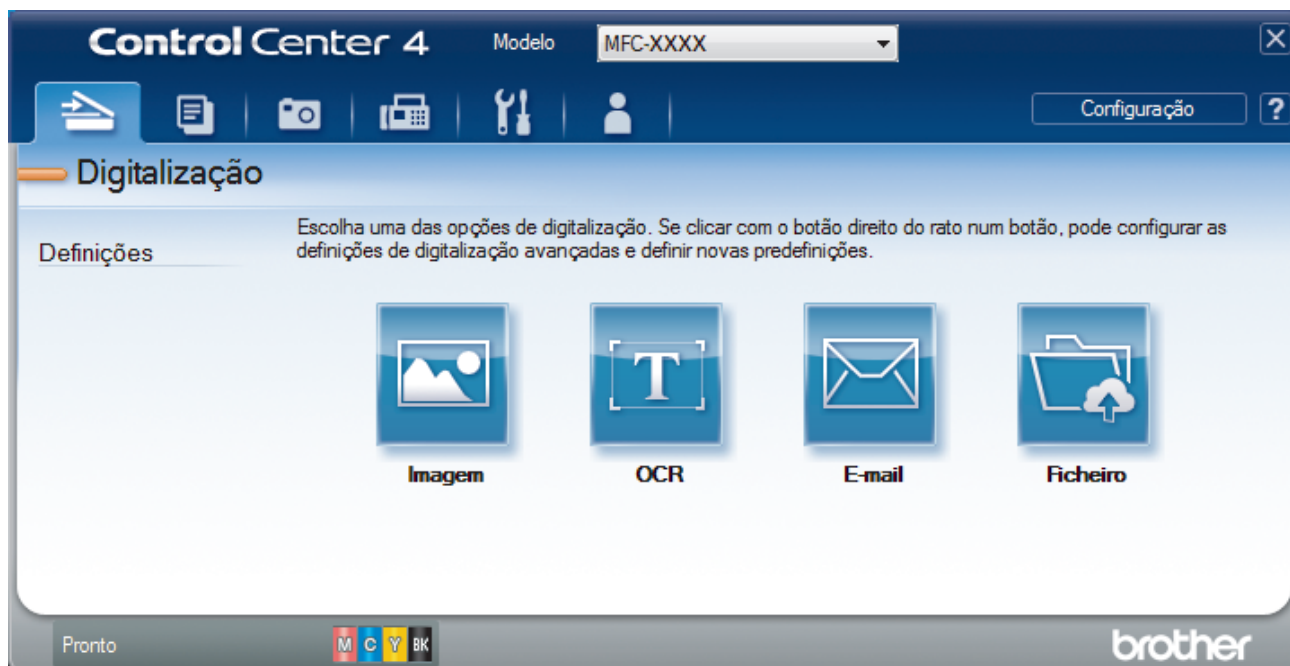 Control Center 4 Modelo MFC-XXXX
Configuração ?
Digitalização
Definições
Escolha uma das opções de digitalização. Se clicar com o botão direito do rato num botão, pode configurar as
definições de digitalização avançadas e definir novas predefinições.
T
Imagem OCR E-mail Ficheiro
Pronto M C Y BK brother